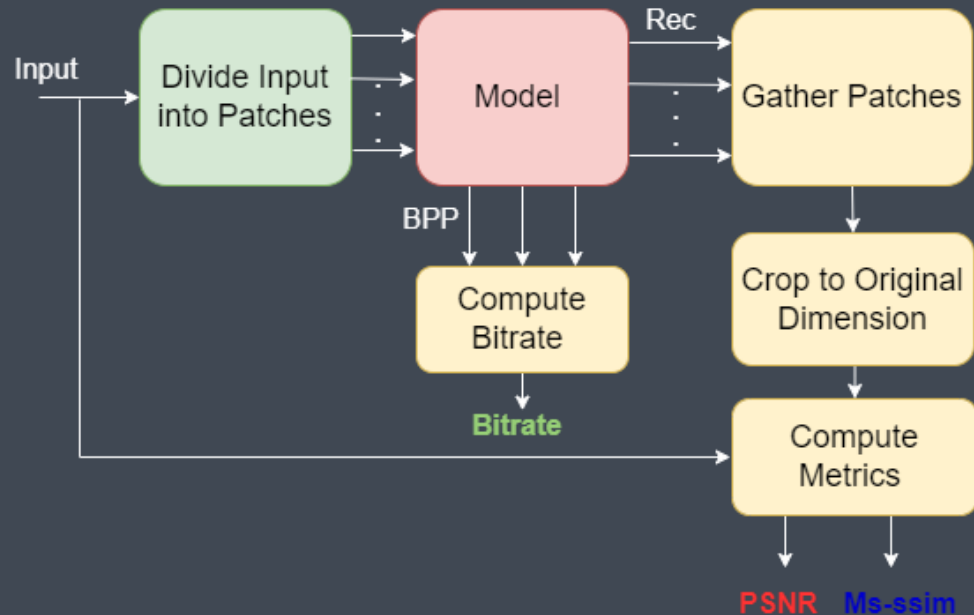 Input
Divide Input
into Patches
Model
Rec
Gather Patches
BPP
Compute
Bitrate
Bitrate
Crop to Original
Dimension
Compute
Metrics
PSNR
Ms-ssim